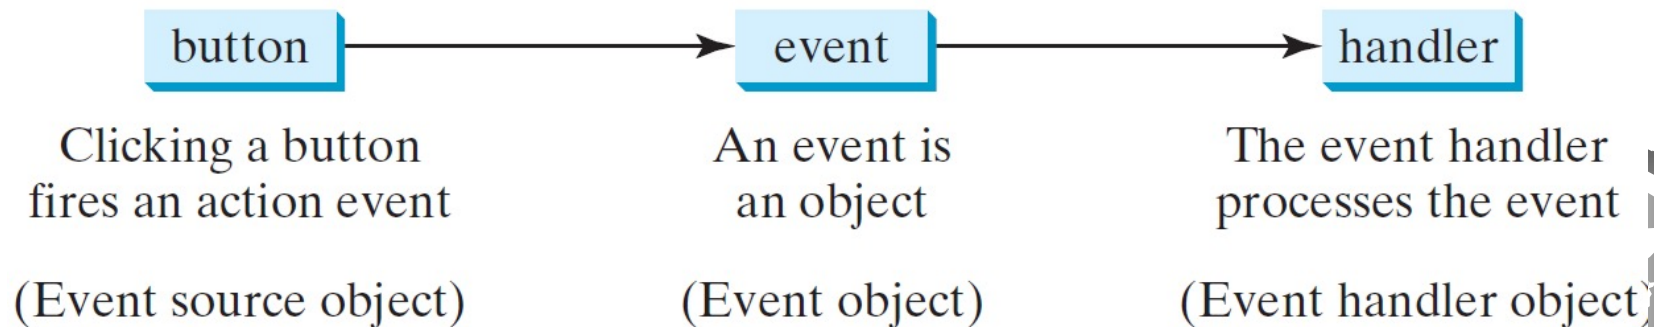 button
event
handler
Clicking a button
fires an action event
An event is
an object
The event handler
processes the event
(Event source object)
(Event object)
(Event handler object)